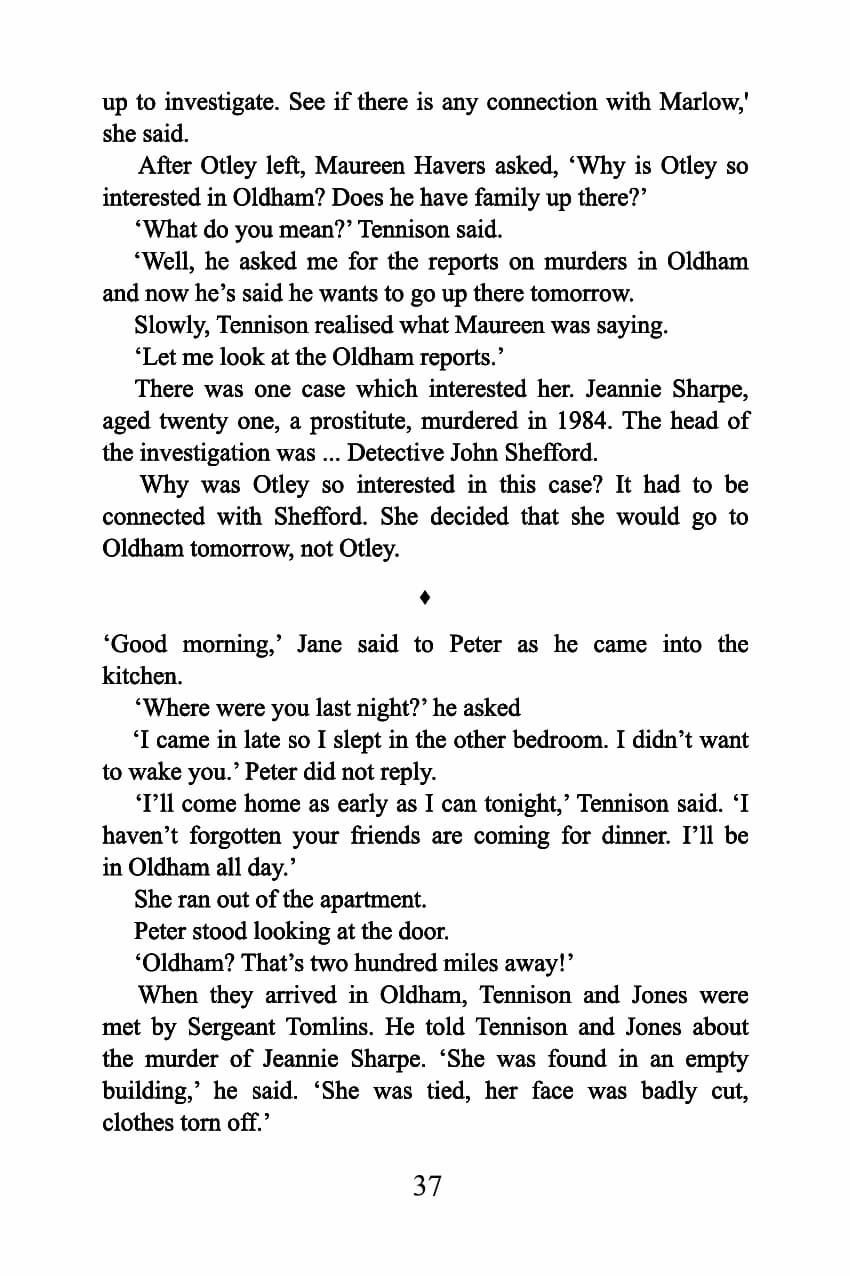 up to investigate. See if there is any connection with Marlow,'
she said.
After Otley left, Maureen Havers asked, ‘Why is Otley so
interested in Oldham? Does he have family up there?’
‘What do you mean?’ Tennison said.
‘Well, he asked me for the reports on murders in Oldham
and now he’s said he wants to go up there tomorrow.
Slowly, Tennison realised what Maureen was saying.
‘Let me look at the Oldham reports.’
There was one case which interested her. Jeannie Sharpe,
aged twenty one, a prostitute, murdered in 1984. The head of
the investigation was ... Detective John Shefford.
Why was Otley so interested in this case? It had to be
connected with Shefford. She decided that she would go to
Oldham tomorrow, not Otley.
♦
‘Good morning,’ Jane said to Peter as he came into the
kitchen.
‘Where were you last night?’ he asked
‘I came in late so I slept in the other bedroom. I didn’t want
to wake you.’ Peter did not reply.
‘I’ll come home as early as I can tonight,’ Tennison said. ‘I
haven’t forgotten your friends are coming for dinner. I’ll be
in Oldham all day.’
She ran out of the apartment.
Peter stood looking at the door.
‘Oldham? That’s two hundred miles away!’
When they arrived in Oldham, Tennison and Jones were
met by Sergeant Tomlins. He told Tennison and Jones about
the murder of Jeannie Sharpe. ‘She was found in an empty
building,’ he said. ‘She was tied, her face was badly cut,
clothes torn off.’
37